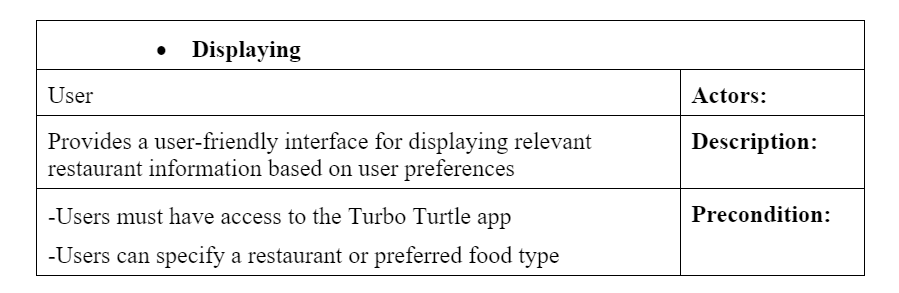 • Displaying
User
Actors:
Provides a user-friendly interface for displaying relevant
restaurant information based on user preferences
Description:
-Users must have access to the Turbo Turtle app
-Users can specify a restaurant or preferred food type
Precondition: